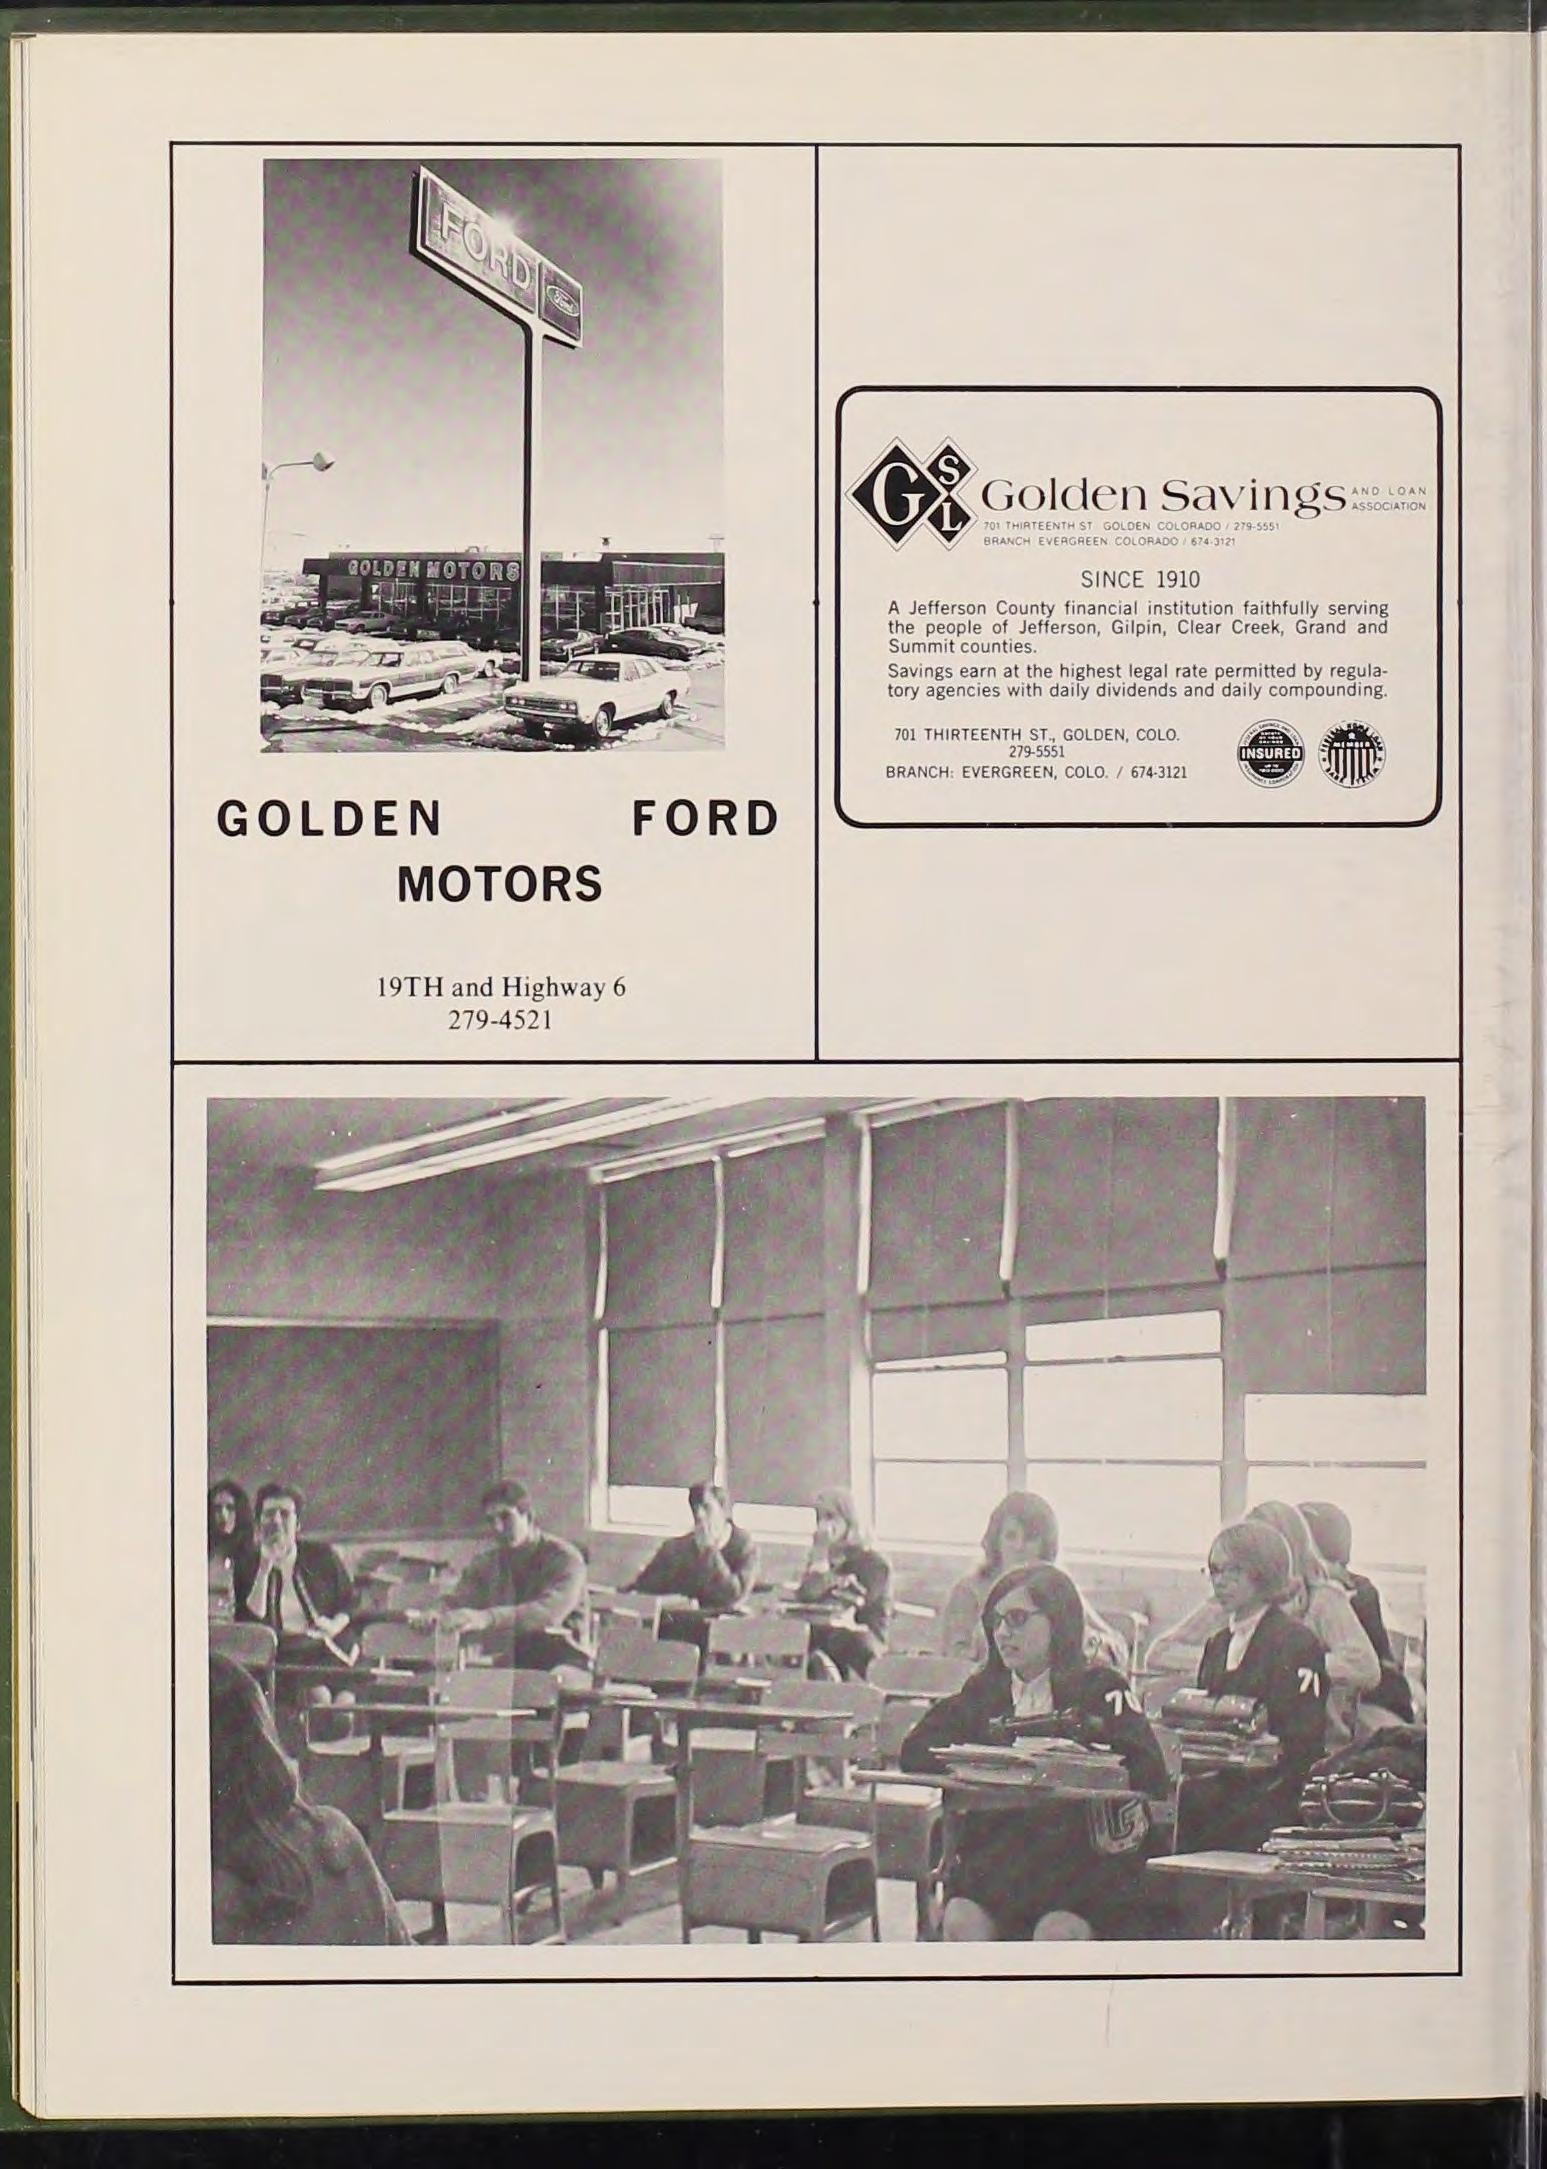 FORD
Ford
GOLDEN MOTORS
GOLDEN FORD
MOTORS
19TH and Highway 6
279-4521
G S L
Golden Savings AND LOAN ASSOCIATION
701 THIRTEENTH ST GOLDEN COLORADO / 279-5551
BRANCH EVERGREEN COLORADO / 674-3121
SINCE 1910
A Jefferson County financial institution faithfully serving
the people of Jefferson, Gilpin, Clear Creek, Grand and
Summit counties.
Savings earn at the highest legal rate permitted by regula-
tory agencies with daily dividends and daily compounding.
701 THIRTEENTH ST., GOLDEN, COLO.
279-5551
BRANCH: EVERGREEN, COLO. / 674-3121
INSURED
MEMBER
70
71